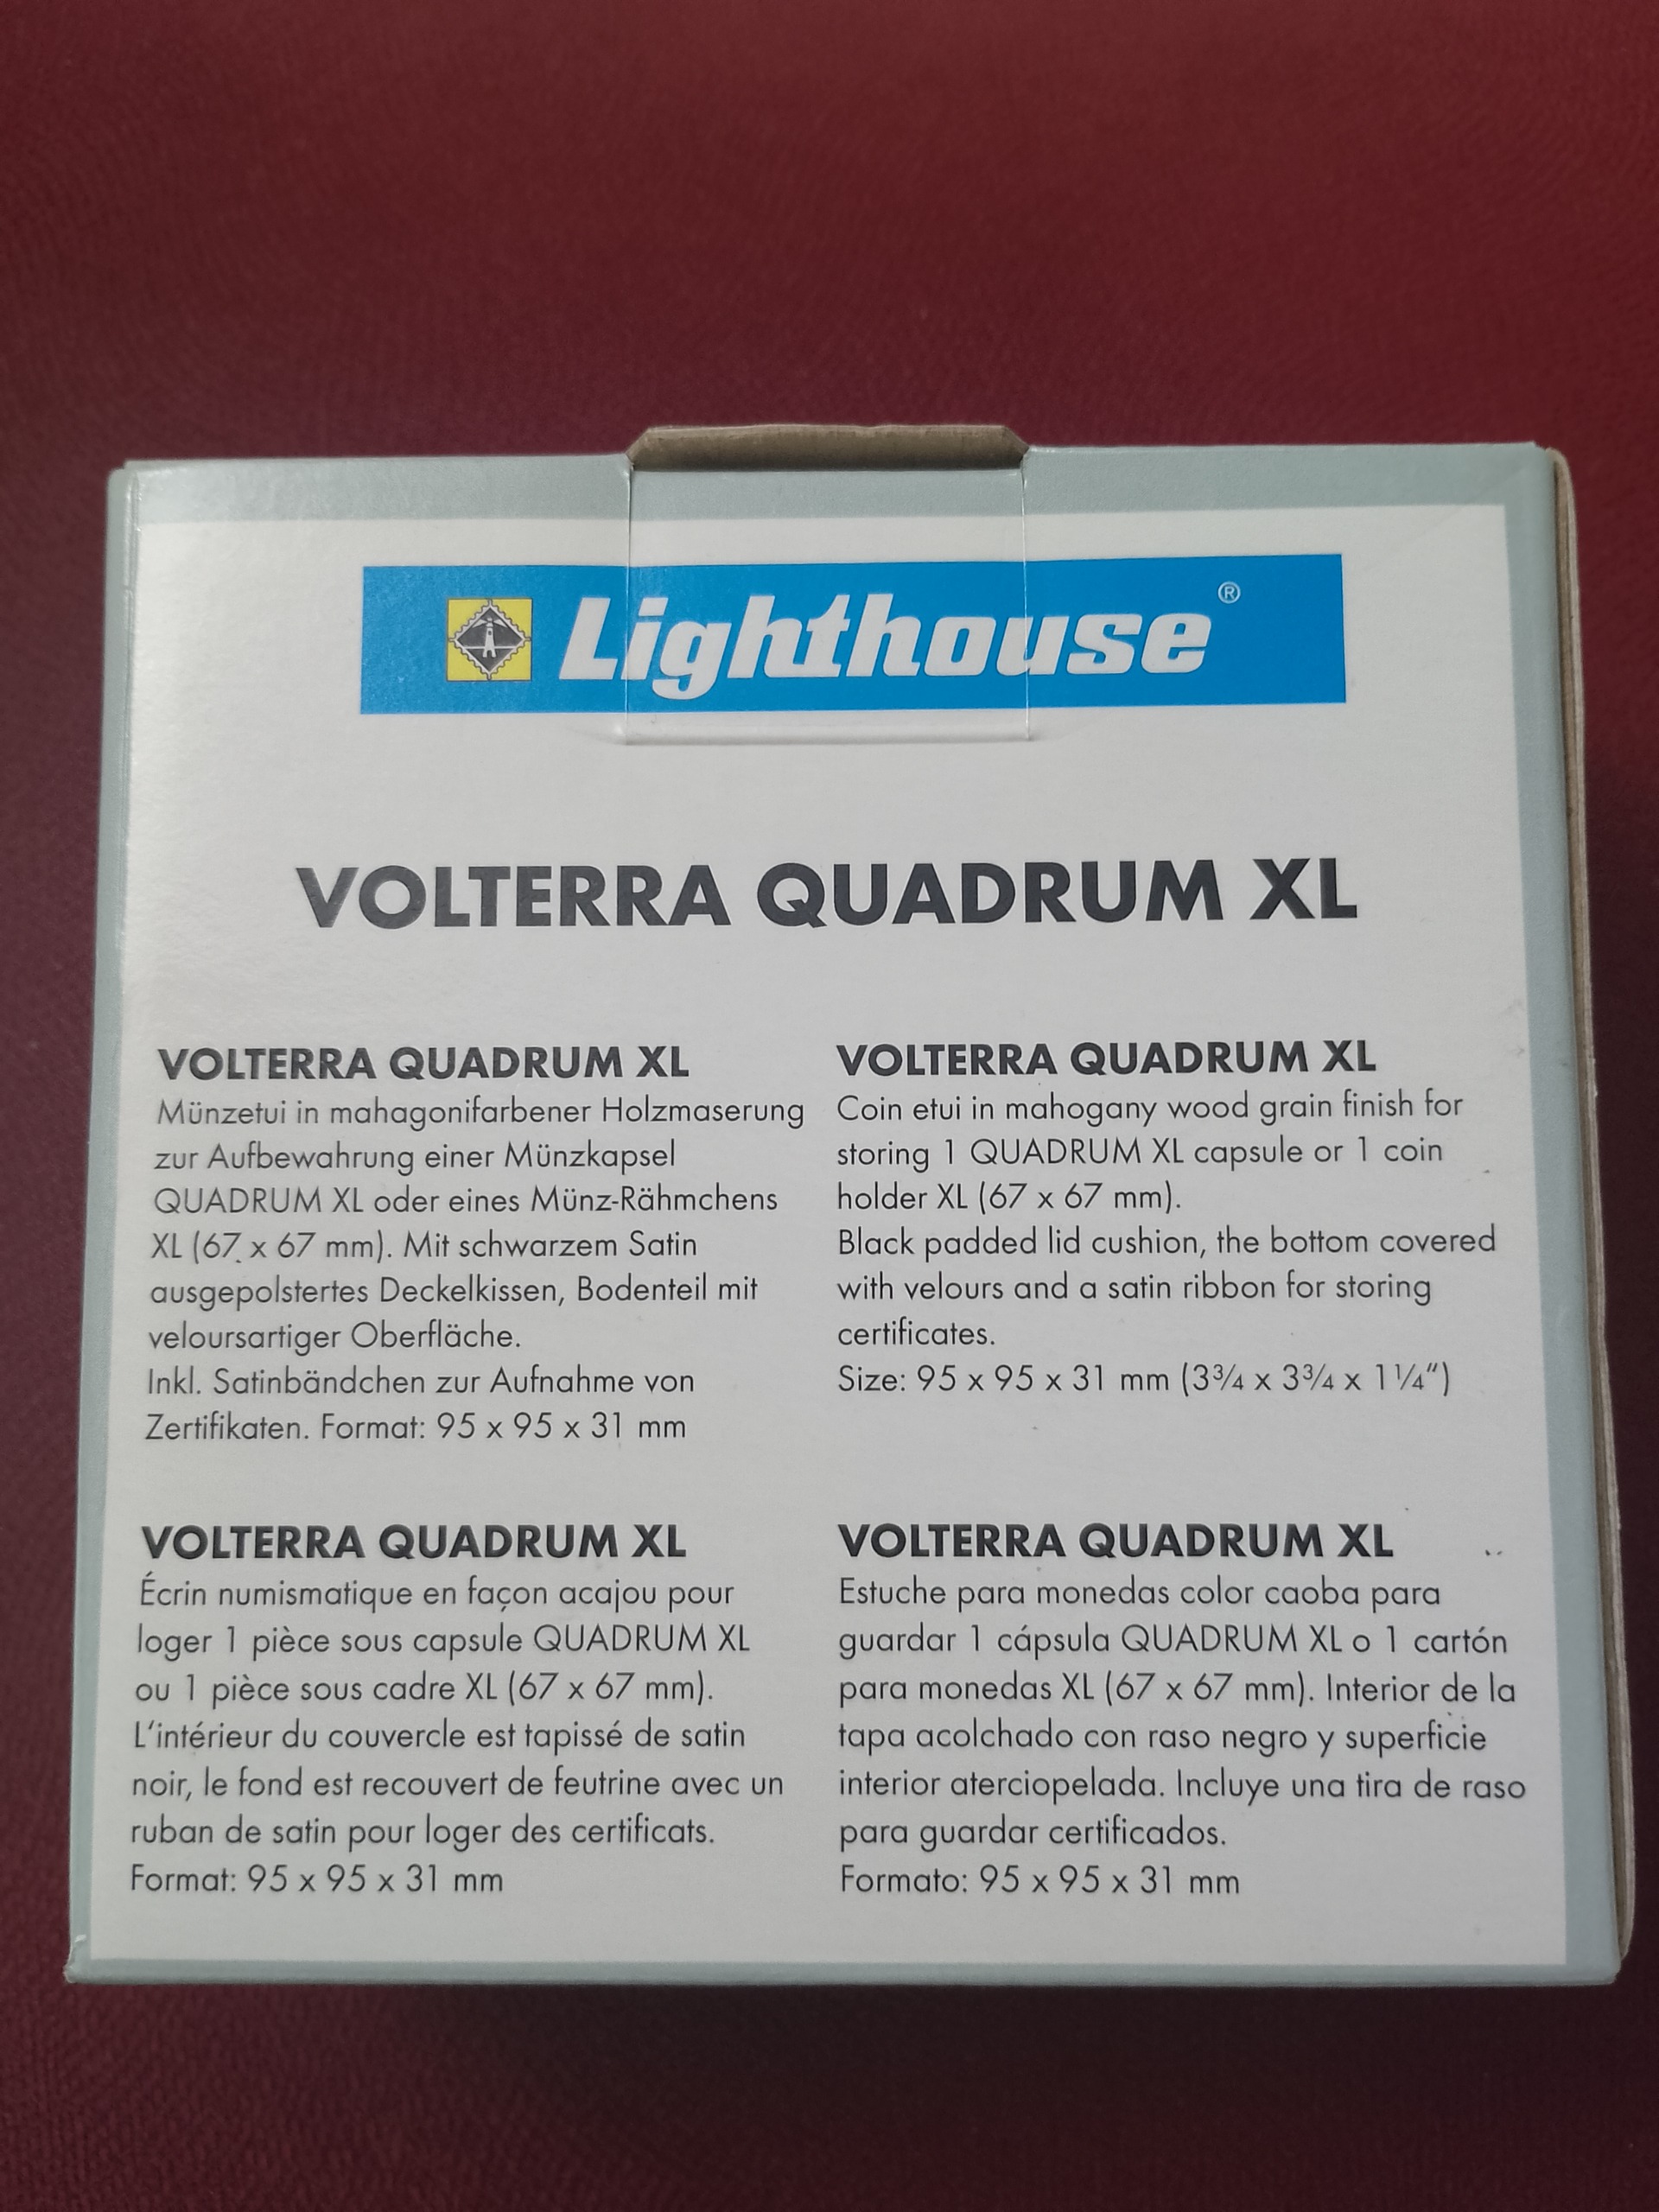 Lighthouse®
VOLTERRA QUADRUM XL
VOLTERRA QUADRUM XL
Münzetui in mahagonifarbener Holzmaserung
zur Aufbewahrung einer Münzkapsel
QUADRUM XL oder eines Münz-Rähmchens
XL (67 x 67 mm). Mit schwarzem Satin
ausgepolstertes Deckelkissen, Bodenteil mit
veloursartiger Oberfläche.
Inkl. Satinbändchen zur Aufnahme von
Zertifikaten. Format: 95 x 95 x 31 mm
VOLTERRA QUADRUM XL
Coin etui in mahogany wood grain finish for
storing 1 QUADRUM XL capsule or 1 coin
holder XL (67 x 67 mm).
Black padded lid cushion, the bottom covered
with velours and a satin ribbon for storing
certificates.
Size: 95 x 95 x 31 mm (3¾ x 3¾ x 1¼“)
VOLTERRA QUADRUM XL
Écrin numismatique en façon acajou pour
loger 1 pièce sous capsule QUADRUM XL
ou 1 pièce sous cadre XL (67 x 67 mm).
L‘intérieur du couvercle est tapissé de satin
noir, le fond est recouvert de feutrine avec un
ruban de satin pour loger des certificats.
Format: 95 x 95 x 31 mm
VOLTERRA QUADRUM XL
Estuche para monedas color caoba para
guardar 1 cápsula QUADRUM XL o 1 cartón
para monedas XL (67 x 67 mm). Interior de la
tapa acolchado con raso negro y superficie
interior aterciopelada. Incluye una tira de raso
para guardar certificados.
Formato: 95 x 95 x 31 mm